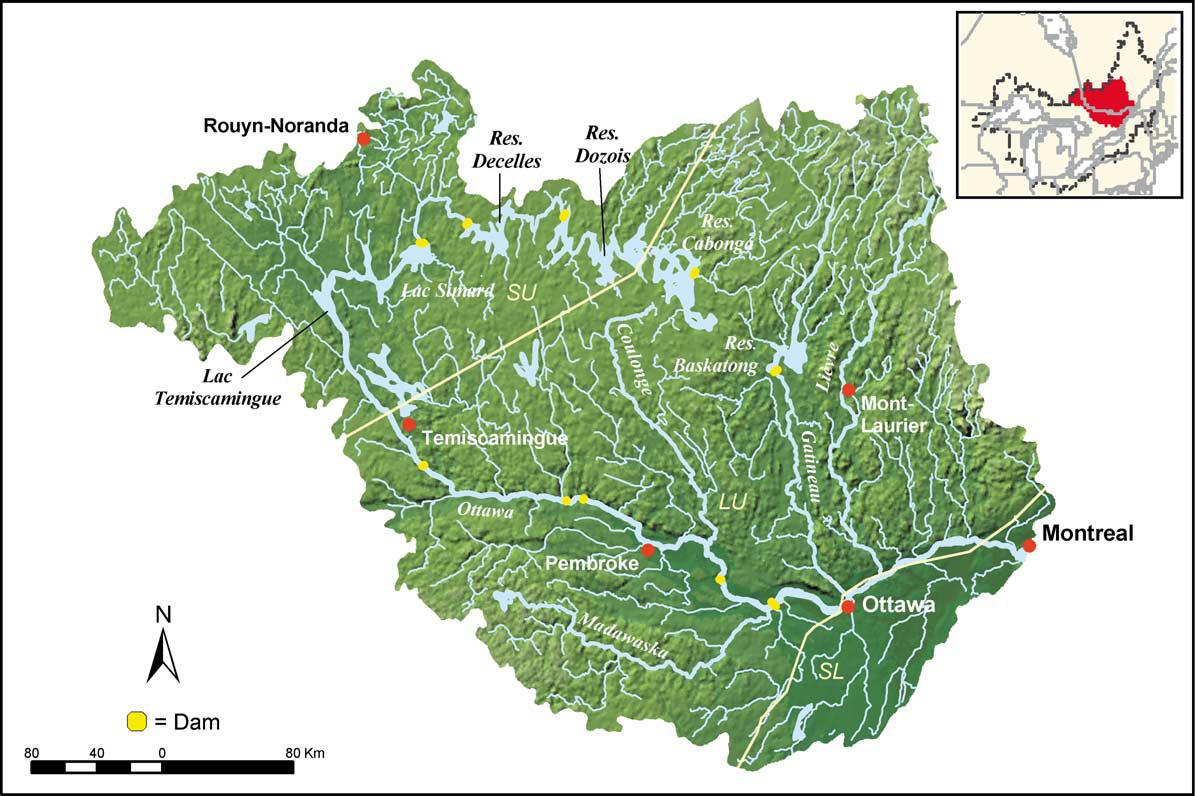 Rouyn-Noranda
Res.
Decelles
Res.
Dozois
Res.
Cabonga
Lac Simard
SU
Lac
Temiscamingue
Coulonge
Res.
Baskatong
Lièvre
Mont-
Laurier
Temiscamingue
Gatineau
Ottawa
LU
Pembroke
Montreal
Ottawa
Madawaska
SL
N
= Dam
80 40 0 80 Km